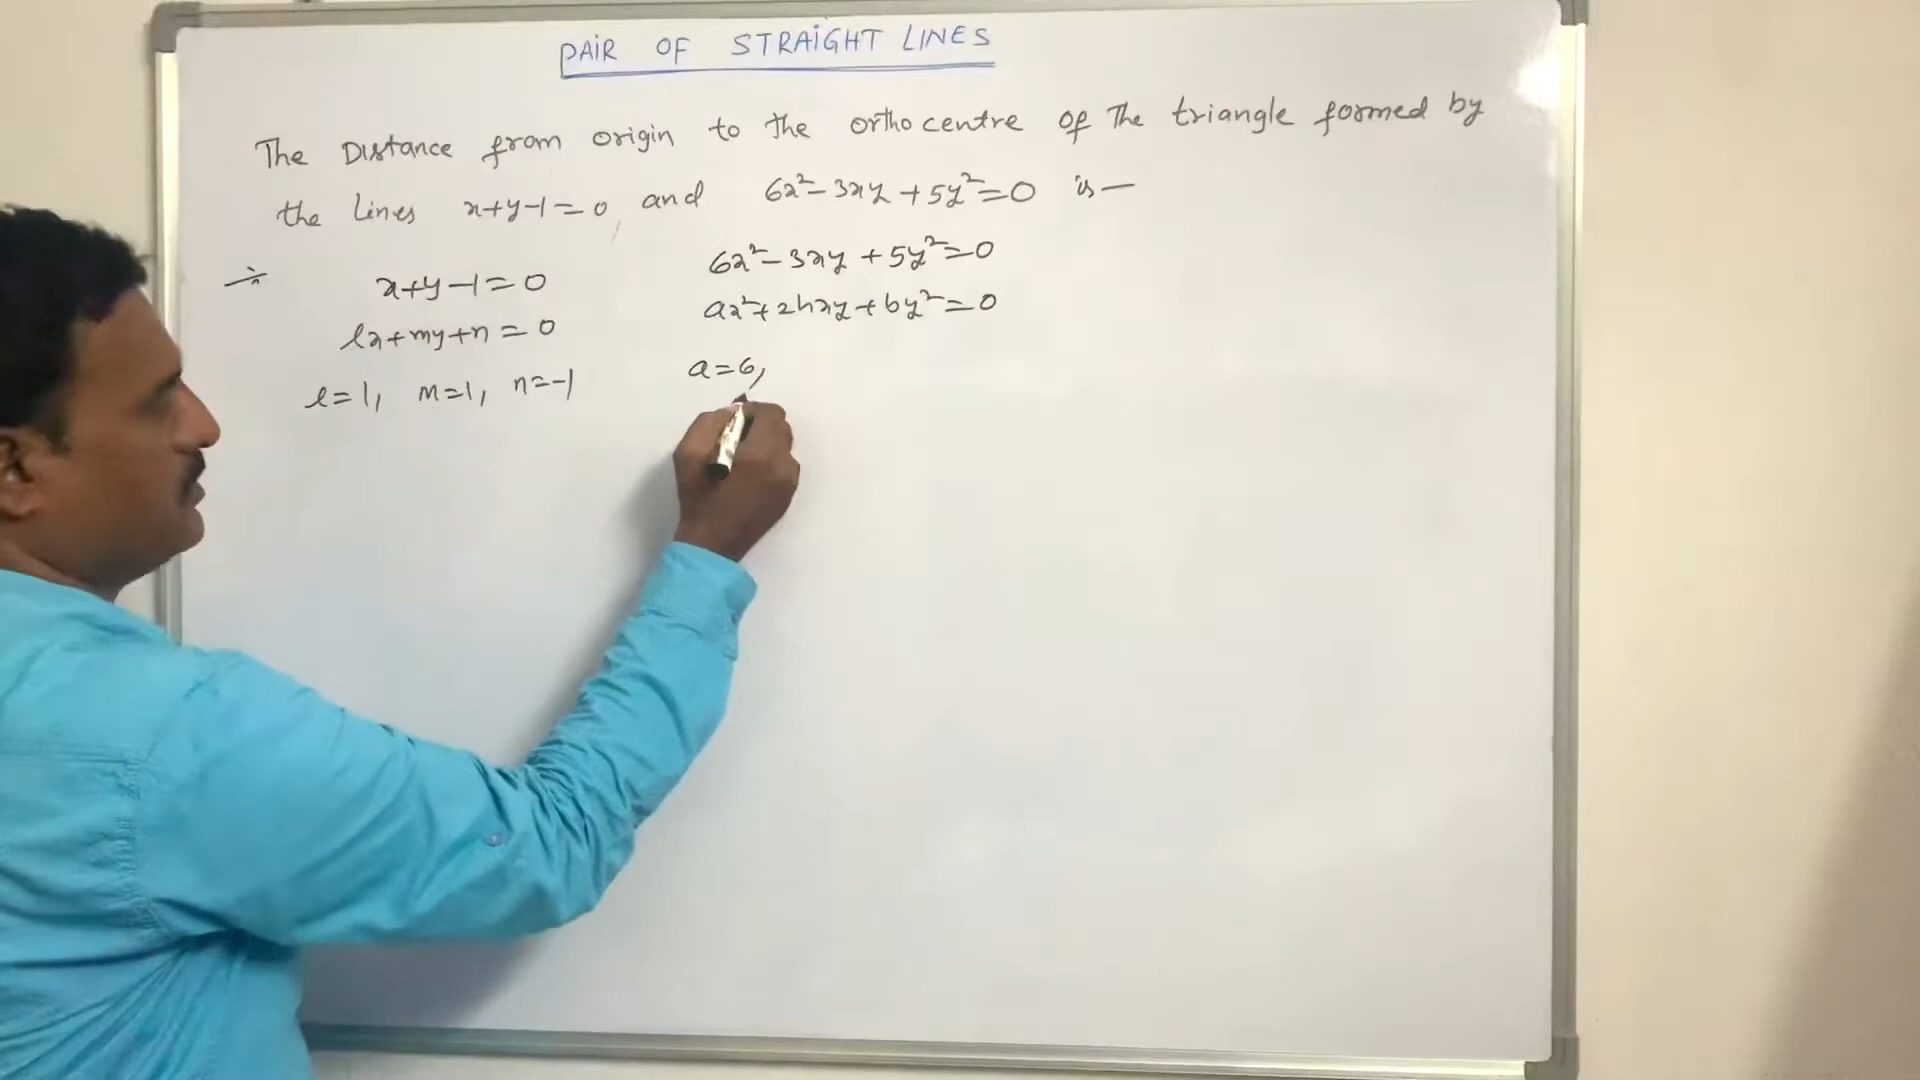 PAIR OF STRAIGHT LINES
The Distance from origin to the orthocentre of The triangle formed by
the Lines x+y-1=0 and 6x²-3xy+5y²=0 is—
x+y-1=0
lx+my+n=0
l=1, m=1, n=-1
6x²-3xy+5y²=0
ax²+2hxy+by²=0
a=6,